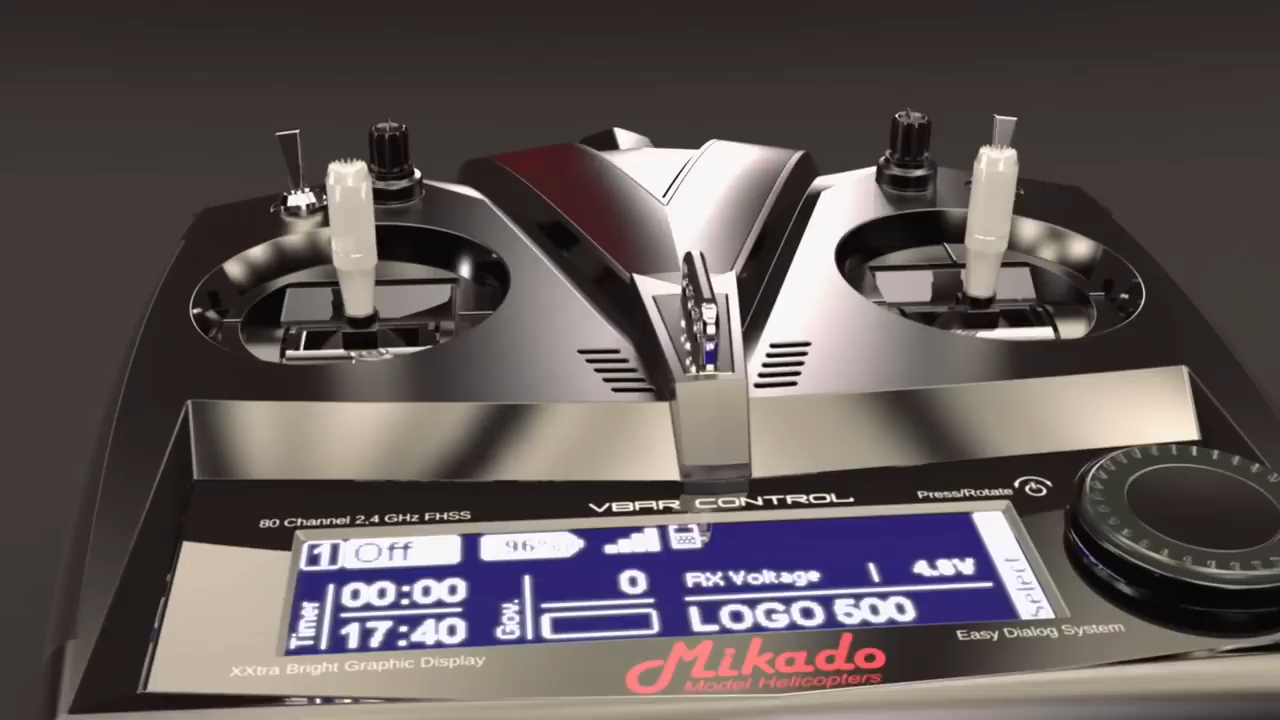 VBAR CONTROL
Press/Rotate
80 Channel 2,4 GHz FHSS
1 Off 96%
Timer
00:00
17:40
Gov.
0
RX Voltage 4.8V
LOGO 500
select
XXtra Bright Graphic Display
Mikado
Model Helicopters
Easy Dialog System